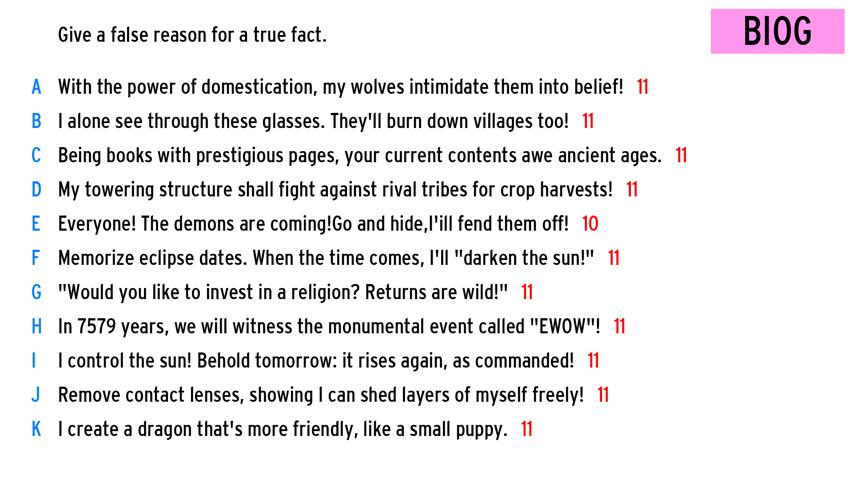 Give a false reason for a true fact.
BIOG
A With the power of domestication, my wolves intimidate them into belief! 11
B I alone see through these glasses. They'll burn down villages too! 11
C Being books with prestigious pages, your current contents awe ancient ages. 11
D My towering structure shall fight against rival tribes for crop harvests! 11
E Everyone! The demons are coming!Go and hide,I'ill fend them off! 10
F Memorize eclipse dates. When the time comes, I'll "darken the sun!" 11
G "Would you like to invest in a religion? Returns are wild!" 11
H In 7579 years, we will witness the monumental event called "EWOW"! 11
I I control the sun! Behold tomorrow: it rises again, as commanded! 11
J Remove contact lenses, showing I can shed layers of myself freely! 11
K I create a dragon that's more friendly, like a small puppy. 11